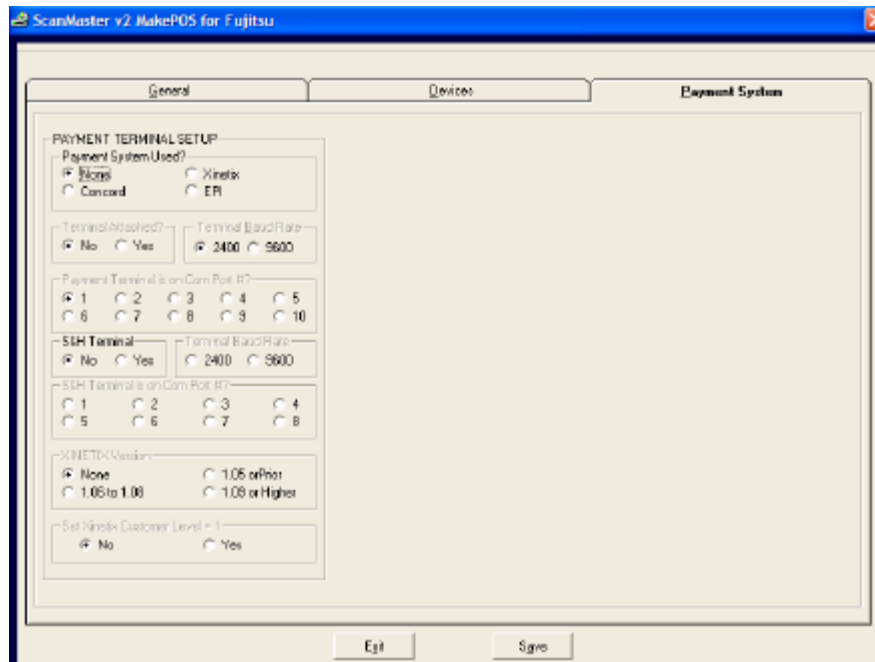 ScanMaster v2 MakePOS for Fujitsu
General Devices Payment System
PAYMENT TERMINAL SETUP
Payment System Used?
None Xinetix
Concord EPI
Terminal Attached? Terminal Baud Rate
No Yes 2400 9600
Payment Terminal is on Com Port #?
1 2 3 4 5
6 7 8 9 10
S&H Terminal Terminal Baud Rate
No Yes 2400 9600
S&H Terminal is on Com Port #?
1 2 3 4
5 6 7 8
XINETIX Version
None 1.05 orPrior
1.06 to 1.08 1.09 or Higher
Set Xinetix Customer Level = 1
No Yes
Exit Save